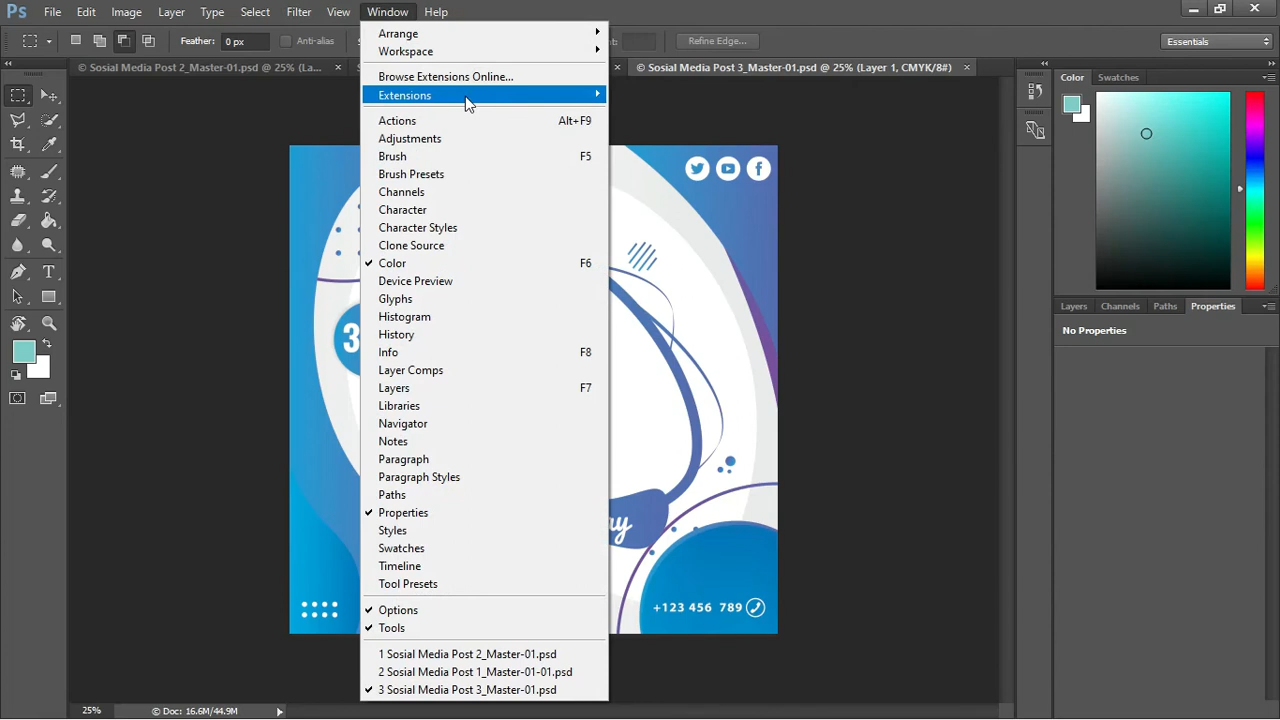 Ps File Edit Image Layer Type Select Filter View Window Help
Feather: 0 px Anti-alias Refine Edge... Essentials
© Sosial Media Post 2_Master-01.psd @ 25% (La... × × © Sosial Media Post 3_Master-01.psd @ 25% (Layer 1, CMYK/8#) ×
Arrange
Workspace
Browse Extensions Online...
Extensions
Actions Alt+F9
Adjustments
Brush F5
Brush Presets
Channels
Character
Character Styles
Clone Source
Color F6
Device Preview
Glyphs
Histogram
History
Info F8
Layer Comps
Layers F7
Libraries
Navigator
Notes
Paragraph
Paragraph Styles
Paths
Properties
Styles
Swatches
Timeline
Tool Presets
Options
Tools
1 Sosial Media Post 2_Master-01.psd
2 Sosial Media Post 1_Master-01-01.psd
3 Sosial Media Post 3_Master-01.psd
3
ay
+123 456 789
Color Swatches
Layers Channels Paths Properties
No Properties
25% © Doc: 16.6M/44.9M